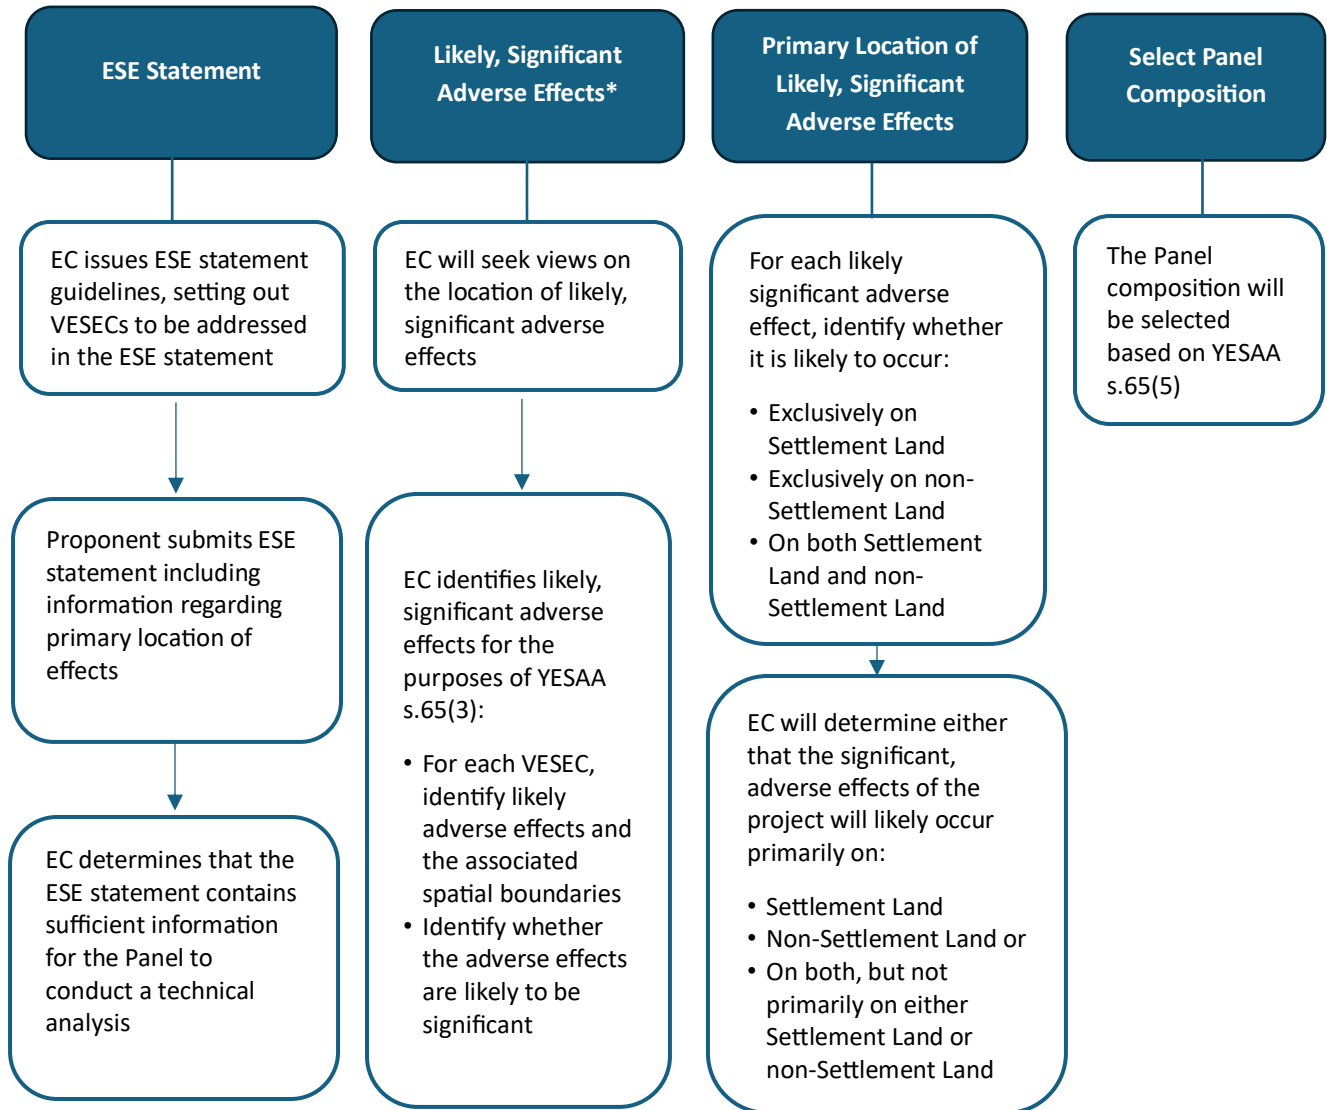 ESE Statement
EC issues ESE statement
guidelines, setting out
VESECs to be addressed
in the ESE statement
Proponent submits ESE
statement including
information regarding
primary location of
effects
EC determines that the
ESE statement contains
sufficient information
for the Panel to
conduct a technical
analysis
Likely, Significant
Adverse Effects*
EC will seek views on
the location of likely,
significant adverse
effects
EC identifies likely,
significant adverse
effects for the
purposes of YESAA
s.65(3):
• For each VESEC,
identify likely
adverse effects and
the associated
spatial boundaries
• Identify whether
the adverse effects
are likely to be
significant
Primary Location of
Likely, Significant
Adverse Effects
For each likely
significant adverse
effect, identify whether
it is likely to occur:
• Exclusively on
Settlement Land
• Exclusively on non-
Settlement Land
• On both Settlement
Land and non-
Settlement Land
EC will determine either
that the significant,
adverse effects of the
project will likely occur
primarily on:
• Settlement Land
• Non-Settlement Land or
• On both, but not
primarily on either
Settlement Land or
non-Settlement Land
Select Panel
Composition
The Panel
composition will
be selected
based on YESAA
s.65(5)